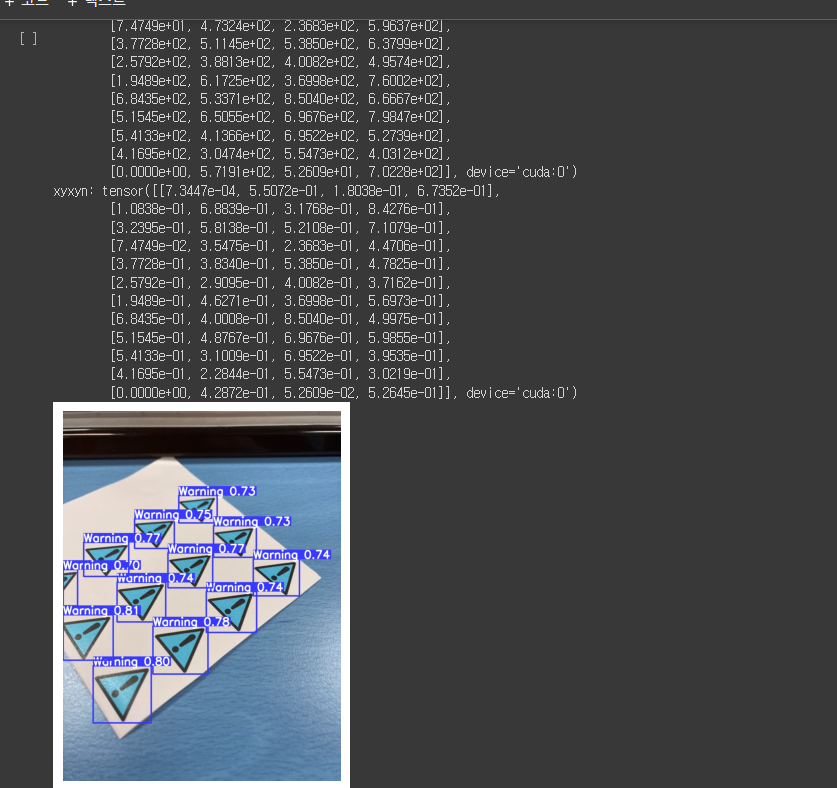 + 코드 + 텍스트
[ ]
[7.4749e+01, 4.7324e+02, 2.3683e+02, 5.9637e+02],
[3.7728e+02, 5.1145e+02, 5.3850e+02, 6.3799e+02],
[2.5792e+02, 3.8813e+02, 4.0082e+02, 4.9574e+02],
[1.9489e+02, 6.1725e+02, 3.6998e+02, 7.6002e+02],
[6.8435e+02, 5.3371e+02, 8.5040e+02, 6.6667e+02],
[5.1545e+02, 6.5055e+02, 6.9676e+02, 7.9847e+02],
[5.4133e+02, 4.1366e+02, 6.9522e+02, 5.2739e+02],
[4.1695e+02, 3.0474e+02, 5.5473e+02, 4.0312e+02],
[0.0000e+00, 5.7191e+02, 5.2609e+01, 7.0228e+02]], device='cuda:0')
xyxyn: tensor([[7.3447e-04, 5.5072e-01, 1.8038e-01, 6.7352e-01],
[1.0838e-01, 6.8839e-01, 3.1768e-01, 8.4276e-01],
[3.2395e-01, 5.8138e-01, 5.2108e-01, 7.1079e-01],
[7.4749e-02, 3.5475e-01, 2.3683e-01, 4.4706e-01],
[3.7728e-01, 3.8340e-01, 5.3850e-01, 4.7825e-01],
[2.5792e-01, 2.9095e-01, 4.0082e-01, 3.7162e-01],
[1.9489e-01, 4.6271e-01, 3.6998e-01, 5.6973e-01],
[6.8435e-01, 4.0008e-01, 8.5040e-01, 4.9975e-01],
[5.1545e-01, 4.8767e-01, 6.9676e-01, 5.9855e-01],
[5.4133e-01, 3.1009e-01, 6.9522e-01, 3.9535e-01],
[4.1695e-01, 2.2844e-01, 5.5473e-01, 3.0219e-01],
[0.0000e+00, 4.2872e-01, 5.2609e-02, 5.2645e-01]], device='cuda:0')
Warning 0.73
Warning 0.75
Warning 0.73
Warning 0.77
Warning 0.77
Warning 0.74
Warning 0.70
Warning 0.74
Warning 0.74
Warning 0.81
Warning 0.78
Warning 0.80